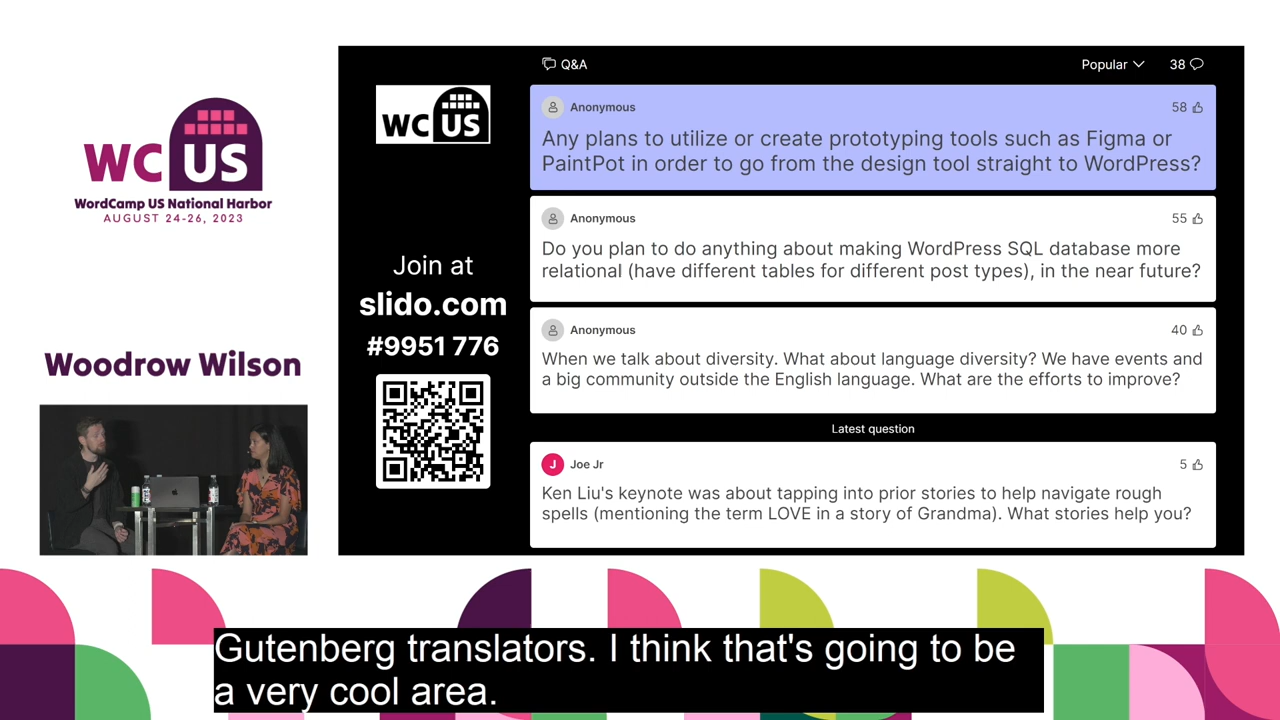 WC US
WordCamp US National Harbor
AUGUST 24-26, 2023
Woodrow Wilson
WC US
Join at
slido.com
#9951 776
Q&A
Popular
38
Anonymous
58
Any plans to utilize or create prototyping tools such as Figma or
PaintPot in order to go from the design tool straight to WordPress?
Anonymous
55
Do you plan to do anything about making WordPress SQL database more
relational (have different tables for different post types), in the near future?
Anonymous
40
When we talk about diversity. What about language diversity? We have events and
a big community outside the English language. What are the efforts to improve?
Latest question
J
Joe Jr
5
Ken Liu's keynote was about tapping into prior stories to help navigate rough
spells (mentioning the term LOVE in a story of Grandma). What stories help you?
Gutenberg translators. I think that's going to be
a very cool area.